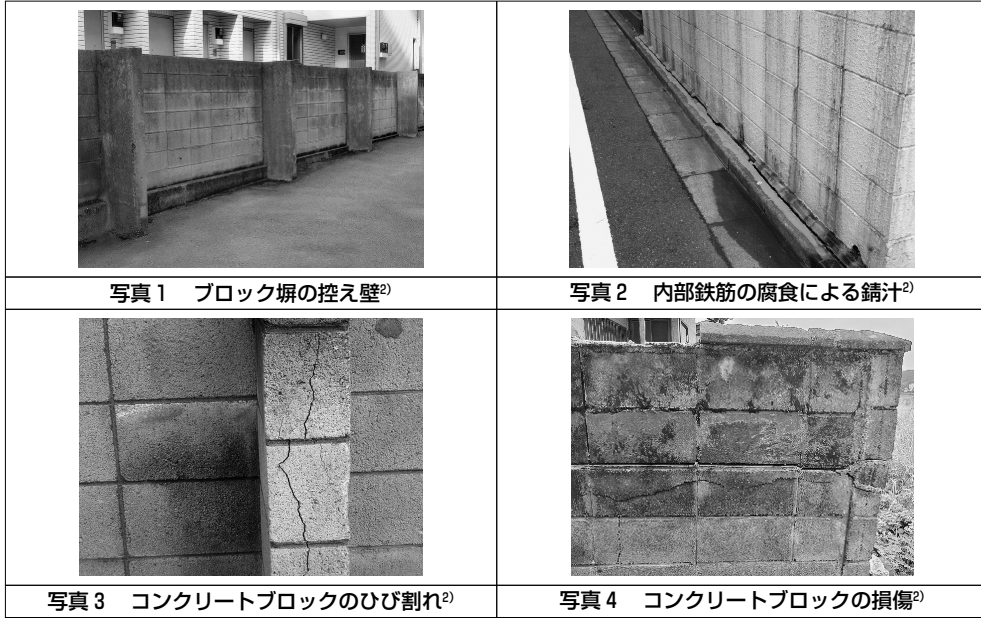 写真1　ブロック塀の控え壁2)
写真2　内部鉄筋の腐食による錆汁2)
写真3　コンクリートブロックのひび割れ2)
写真4　コンクリートブロックの損傷2)